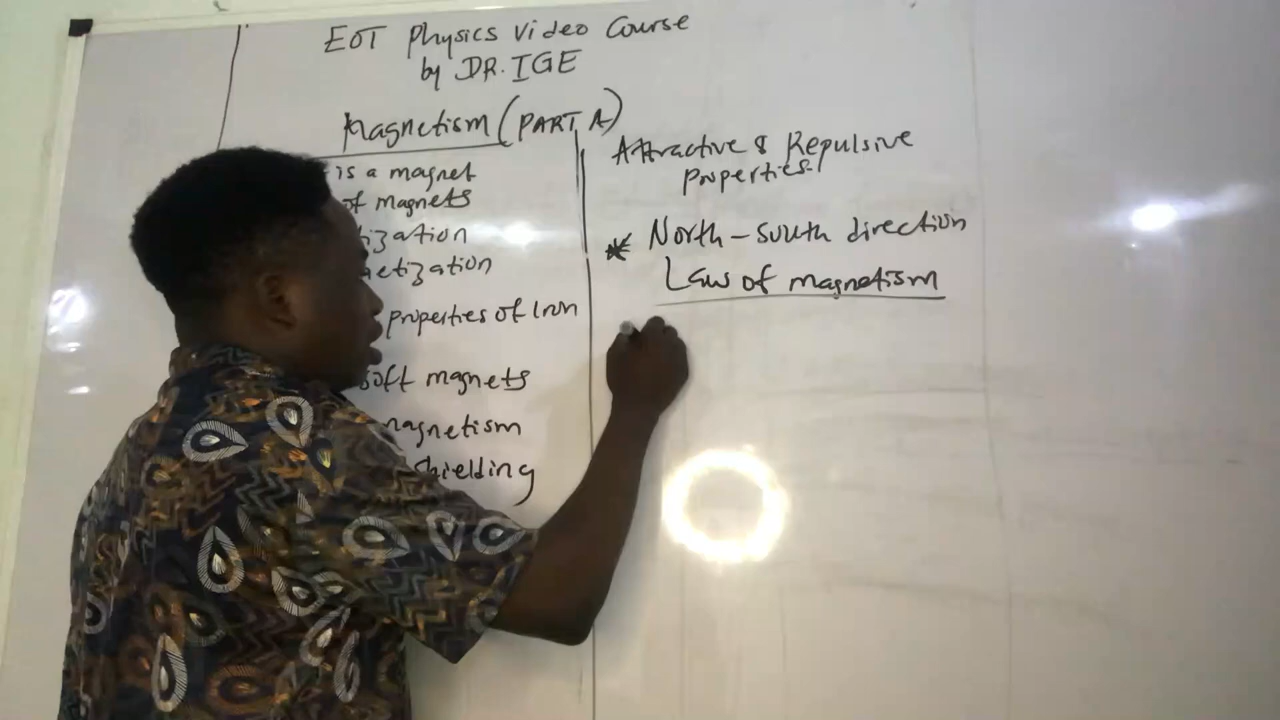 EOT Physics Video Course
by DR. IGE
Magnetism (PART A)
is a magnet
of magnets
ization
etization
properties of Iron
soft magnets
magnetism
shielding
Attractive & Repulsive
properties.
* North-south direction
Law of magnetism